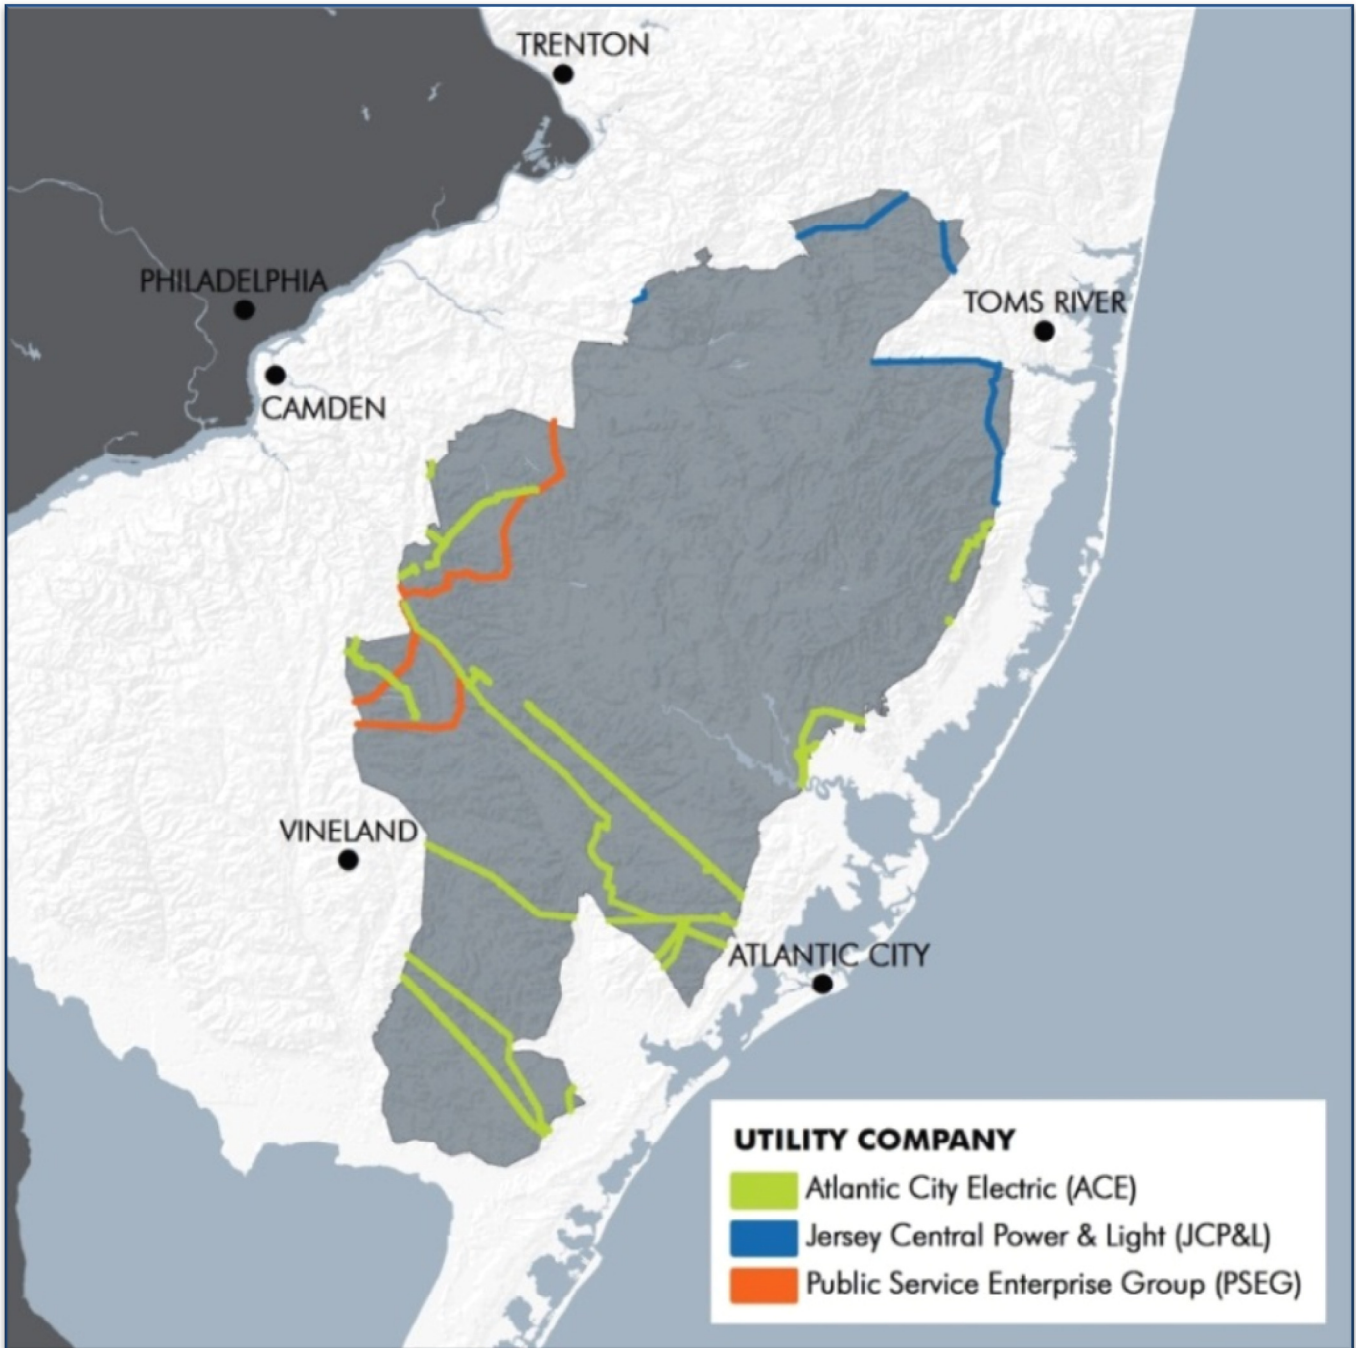 TRENTON
PHILADELPHIA
TOMS RIVER
CAMDEN
VINELAND
ATLANTIC CITY
UTILITY COMPANY
Atlantic City Electric (ACE)
Jersey Central Power & Light (JCP&L)
Public Service Enterprise Group (PSEG)